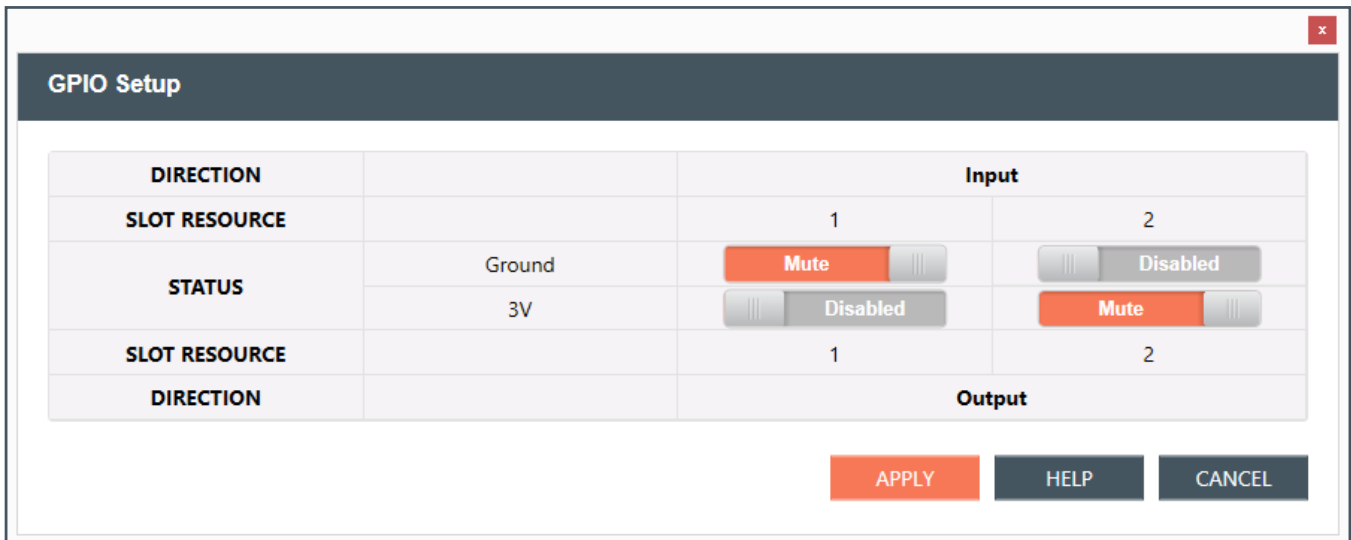 x
GPIO Setup
DIRECTION Input
SLOT RESOURCE 1 2
STATUS Ground Mute Disabled
3V Disabled Mute
SLOT RESOURCE 1 2
DIRECTION Output
APPLY HELP CANCEL